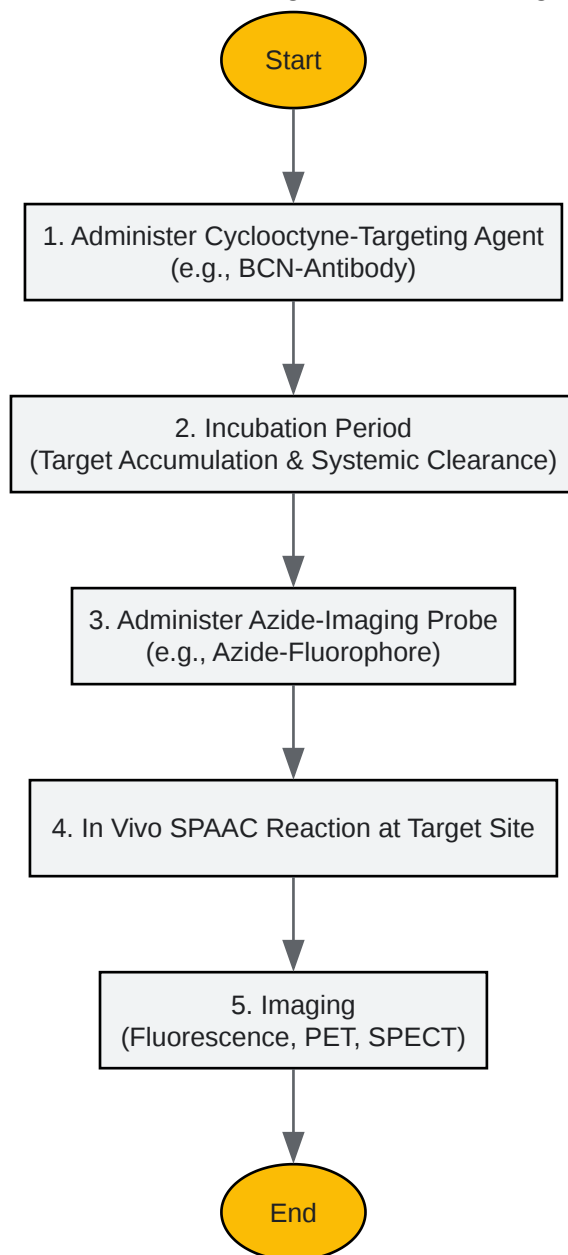 Start
1. Administer Cyclooctyne-Targeting Agent
(e.g., BCN-Antibody)
2. Incubation Period
(Target Accumulation & Systemic Clearance)
3. Administer Azide-Imaging Probe
(e.g., Azide-Fluorophore)
4. In Vivo SPAAC Reaction at Target Site
5. Imaging
(Fluorescence, PET, SPECT)
End